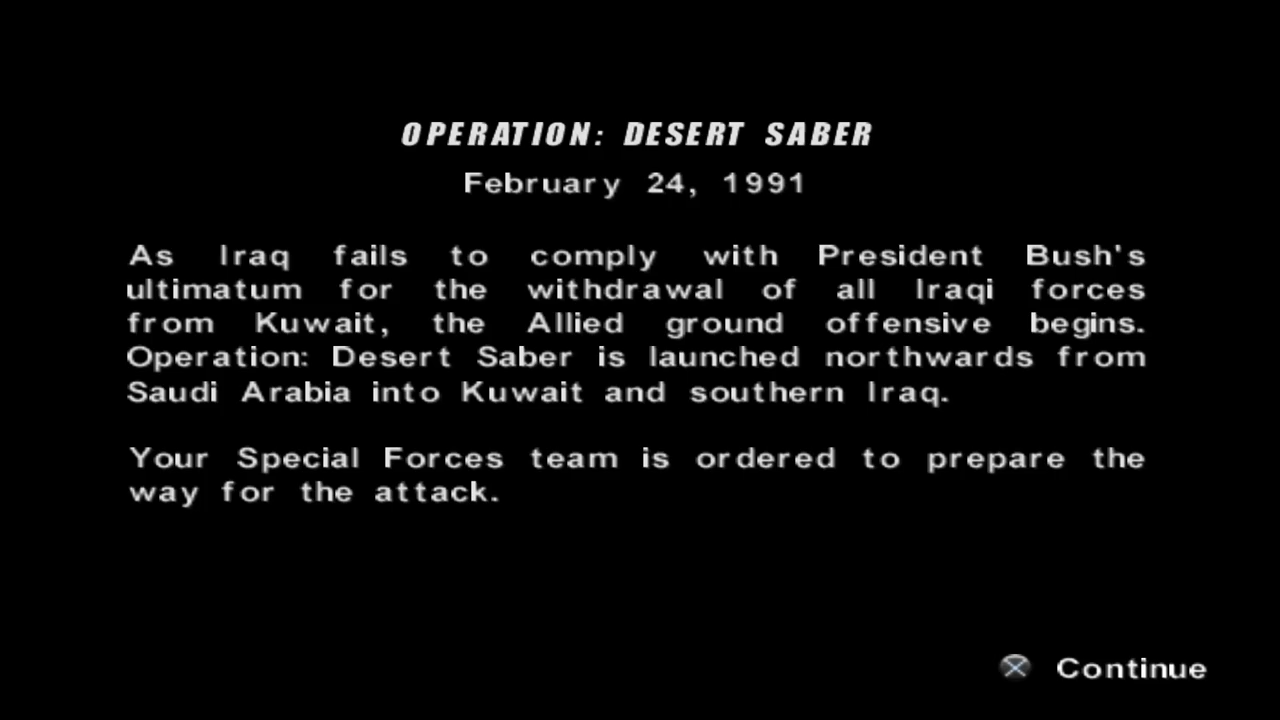 OPERATION: DESERT SABER
February 24, 1991
As Iraq fails to comply with President Bush's
ultimatum for the withdrawal of all Iraqi forces
from Kuwait, the Allied ground offensive begins.
Operation: Desert Saber is launched northwards from
Saudi Arabia into Kuwait and southern Iraq.
Your Special Forces team is ordered to prepare the
way for the attack.
Continue